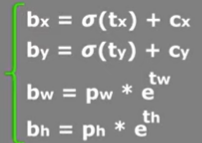 bx = σ(tx) + cx
by = σ(ty) + cy
bw = pw * e^tw
bh = ph * e^th